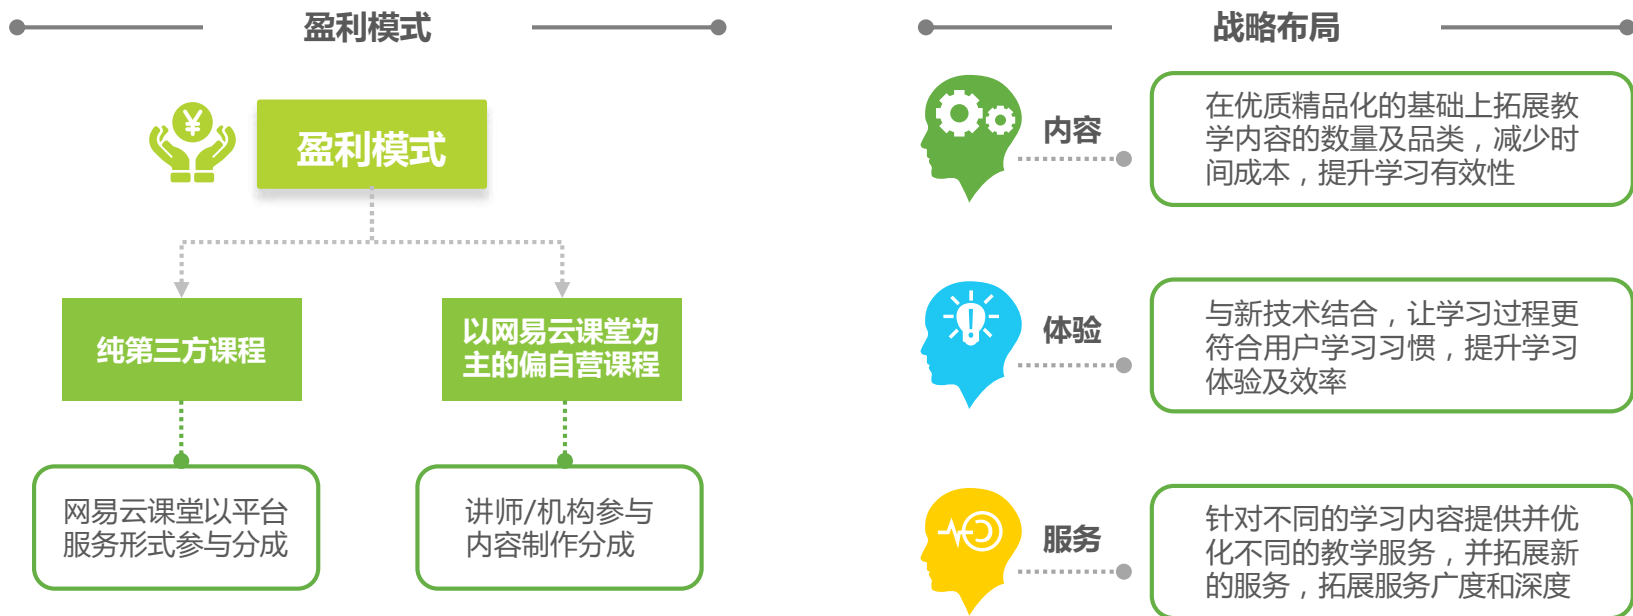 盈利模式
¥
盈利模式
纯第三方课程
以网易云课堂为
主的偏自营课程
网易云课堂以平台
服务形式参与分成
讲师/机构参与
内容制作分成
战略布局
内容
在优质精品化的基础上拓展教
学内容的数量及品类，减少时
间成本，提升学习有效性
体验
与新技术结合，让学习过程更
符合用户学习习惯，提升学习
体验及效率
服务
针对不同的学习内容提供并优
化不同的教学服务，并拓展新
的服务，拓展服务广度和深度